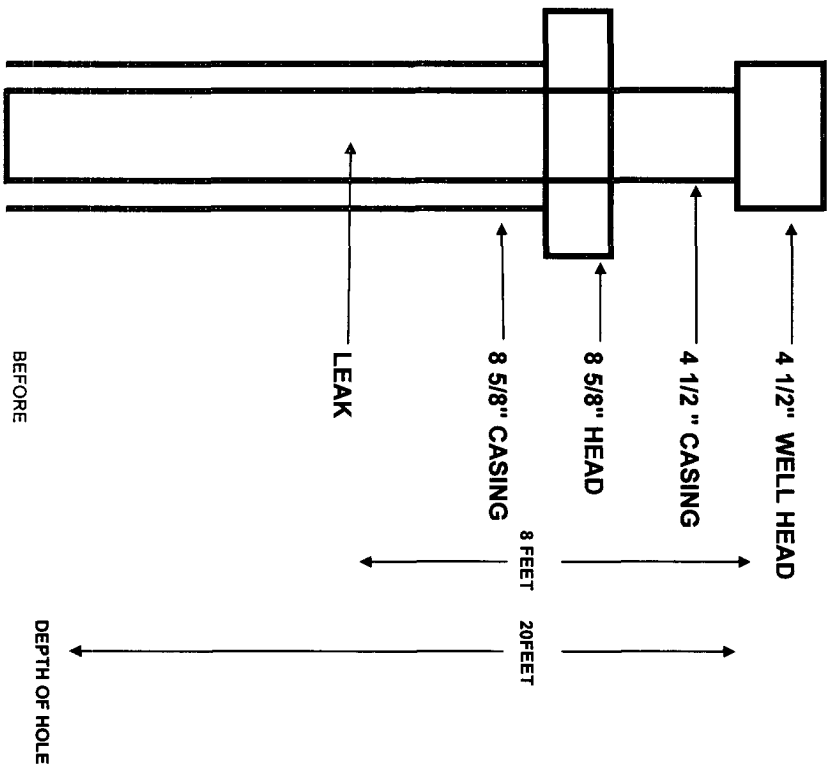 4 1/2" WELL HEAD
4 1/2 " CASING
8 5/8" HEAD
8 5/8" CASING
LEAK
BEFORE
8 FEET
20FEET
DEPTH OF HOLE